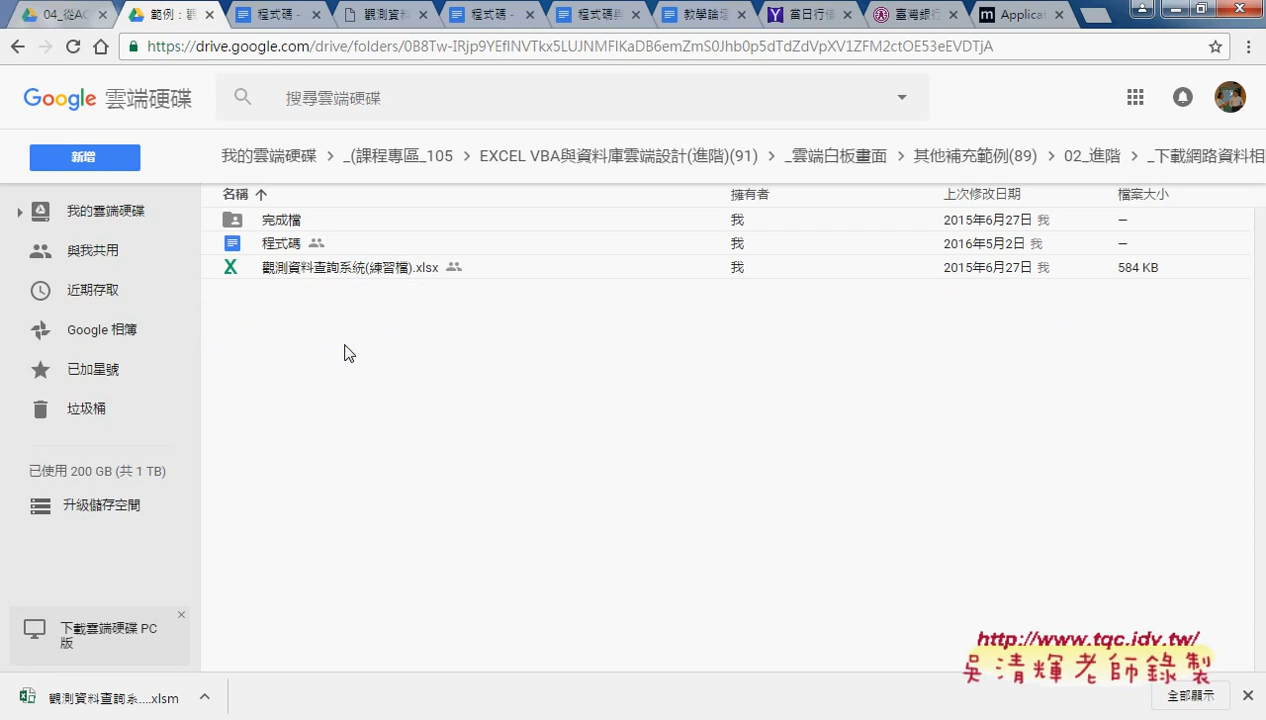 04_從AC
範例：觀
程式碼 -
觀測資料
程式碼 -
程式碼與
教學論壇
當日行情
臺灣銀行
Applicat
https://drive.google.com/drive/folders/0B8Tw-IRjp9YEflNVTkx5LUJNMFlKaDB6emZmS0Jhb0p5dTdZdVpXV1ZFM2ctOE53eEVDTjA
Google 雲端硬碟
搜尋雲端硬碟
新增
我的雲端硬碟 > _(課程專區_105 > EXCEL VBA與資料庫雲端設計(進階)(91) > _雲端白板畫面 > 其他補充範例(89) > 02_進階 > _下載網路資料相
名稱 擁有者 上次修改日期 檔案大小
完成檔 我 2015年6月27日 我 –
程式碼 我 2016年5月2日 我 –
觀測資料查詢系統(練習檔).xlsx 我 2015年6月27日 我 584 KB
我的雲端硬碟
與我共用
近期存取
Google 相簿
已加星號
垃圾桶
已使用 200 GB (共 1 TB)
升級儲存空間
下載雲端硬碟 PC
版
http://www.tqc.idv.tw/
吳清輝老師錄製
觀測資料查詢系....xlsm
全部顯示